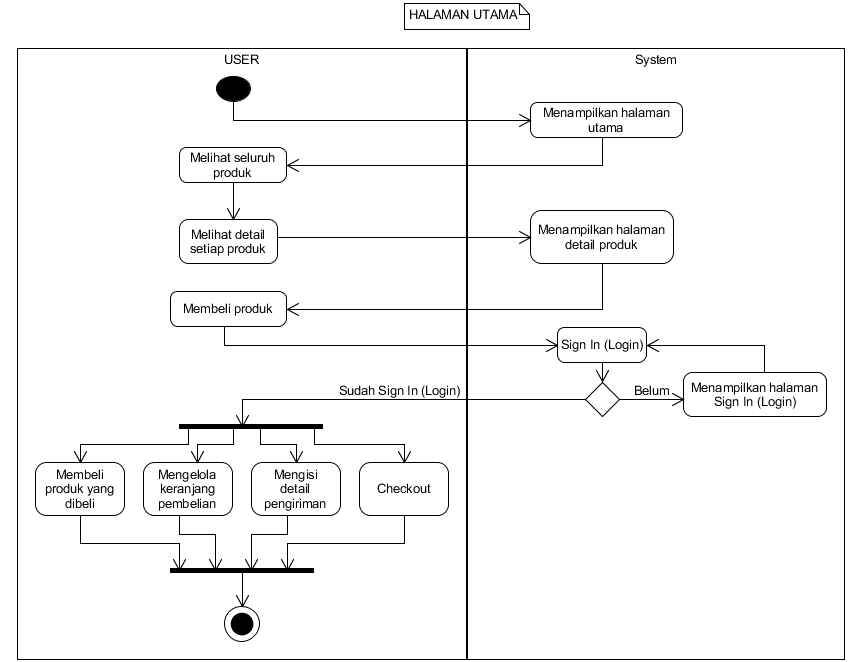 HALAMAN UTAMA
USER
System
Menampilkan halaman
utama
Melihat seluruh
produk
Melihat detail
setiap produk
Menampilkan halaman
detail produk
Membeli produk
Sign In (Login)
Sudah Sign In (Login)
Belum
Menampilkan halaman
Sign In (Login)
Membeli
produk yang
dibeli
Mengelola
keranjang
pembelian
Mengisi
detail
pengiriman
Checkout